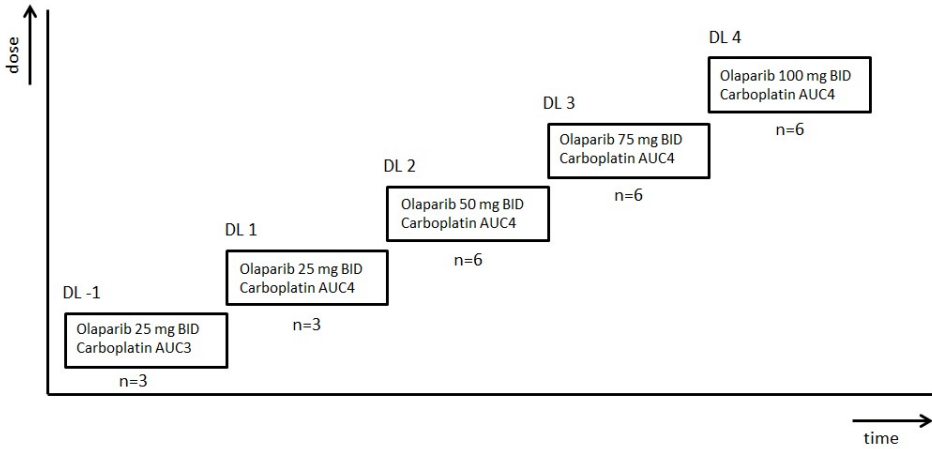 dose
DL 4
Olaparib 100 mg BID
Carboplatin AUC4
n=6
DL 3
Olaparib 75 mg BID
Carboplatin AUC4
n=6
DL 2
Olaparib 50 mg BID
Carboplatin AUC4
n=6
DL 1
Olaparib 25 mg BID
Carboplatin AUC4
n=3
DL -1
Olaparib 25 mg BID
Carboplatin AUC3
n=3
time